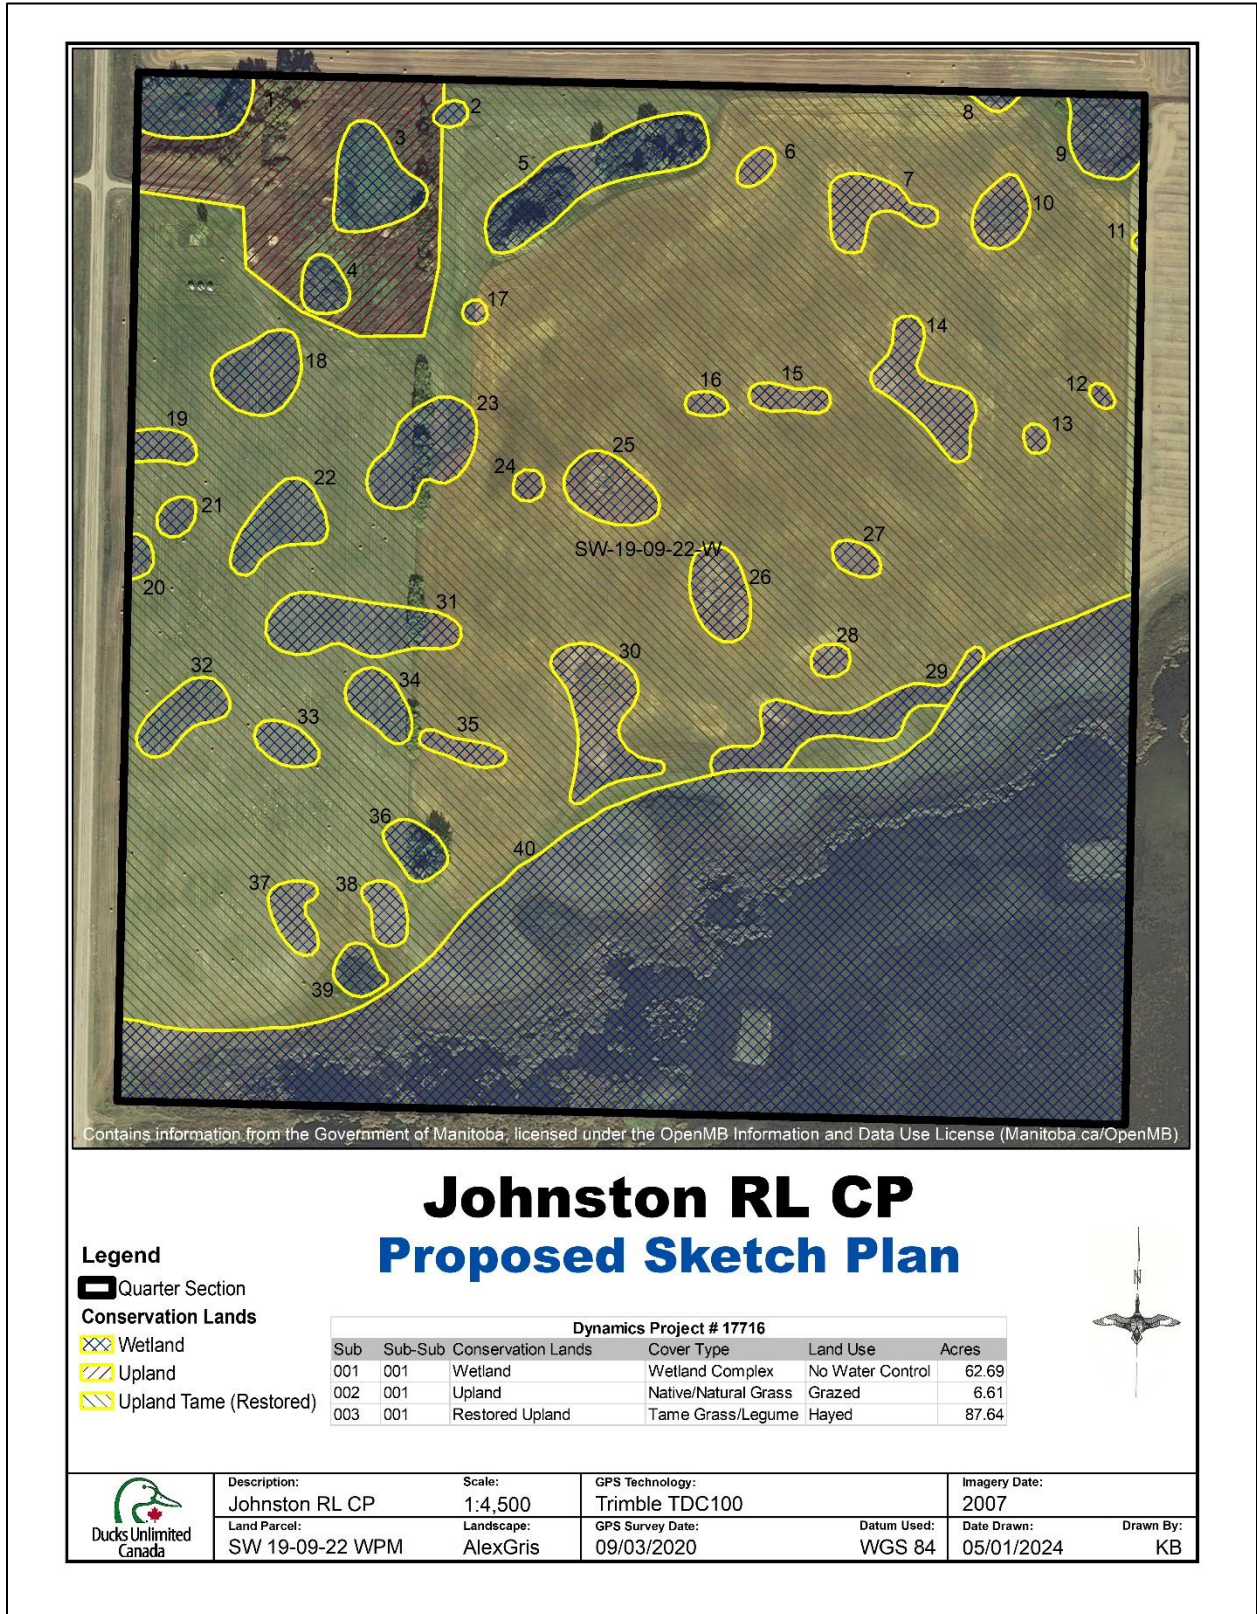 1
2
3
4
5
6
7
8
9
10
11
12
13
14
15
16
17
18
19
20
21
22
23
24
25
SW-19-09-22-W
26
27
28
29
30
31
32
33
34
35
36
37
38
39
40
Contains information from the Government of Manitoba, licensed under the OpenMB Information and Data Use License (Manitoba.ca/OpenMB)
Johnston RL CP
Proposed Sketch Plan
Legend
Quarter Section
Conservation Lands
Wetland
Upland
Upland Tame (Restored)
Dynamics Project # 17716
Sub Sub-Sub Conservation Lands Cover Type Land Use Acres
001 001 Wetland Wetland Complex No Water Control 62.69
002 001 Upland Native/Natural Grass Grazed 6.61
003 001 Restored Upland Tame Grass/Legume Hayed 87.64
N
Ducks Unlimited
Canada
Description: Scale: GPS Technology: Imagery Date:
Johnston RL CP 1:4,500 Trimble TDC100 2007
Land Parcel: Landscape: GPS Survey Date: Datum Used: Date Drawn: Drawn By:
SW 19-09-22 WPM AlexGris 09/03/2020 WGS 84 05/01/2024 KB